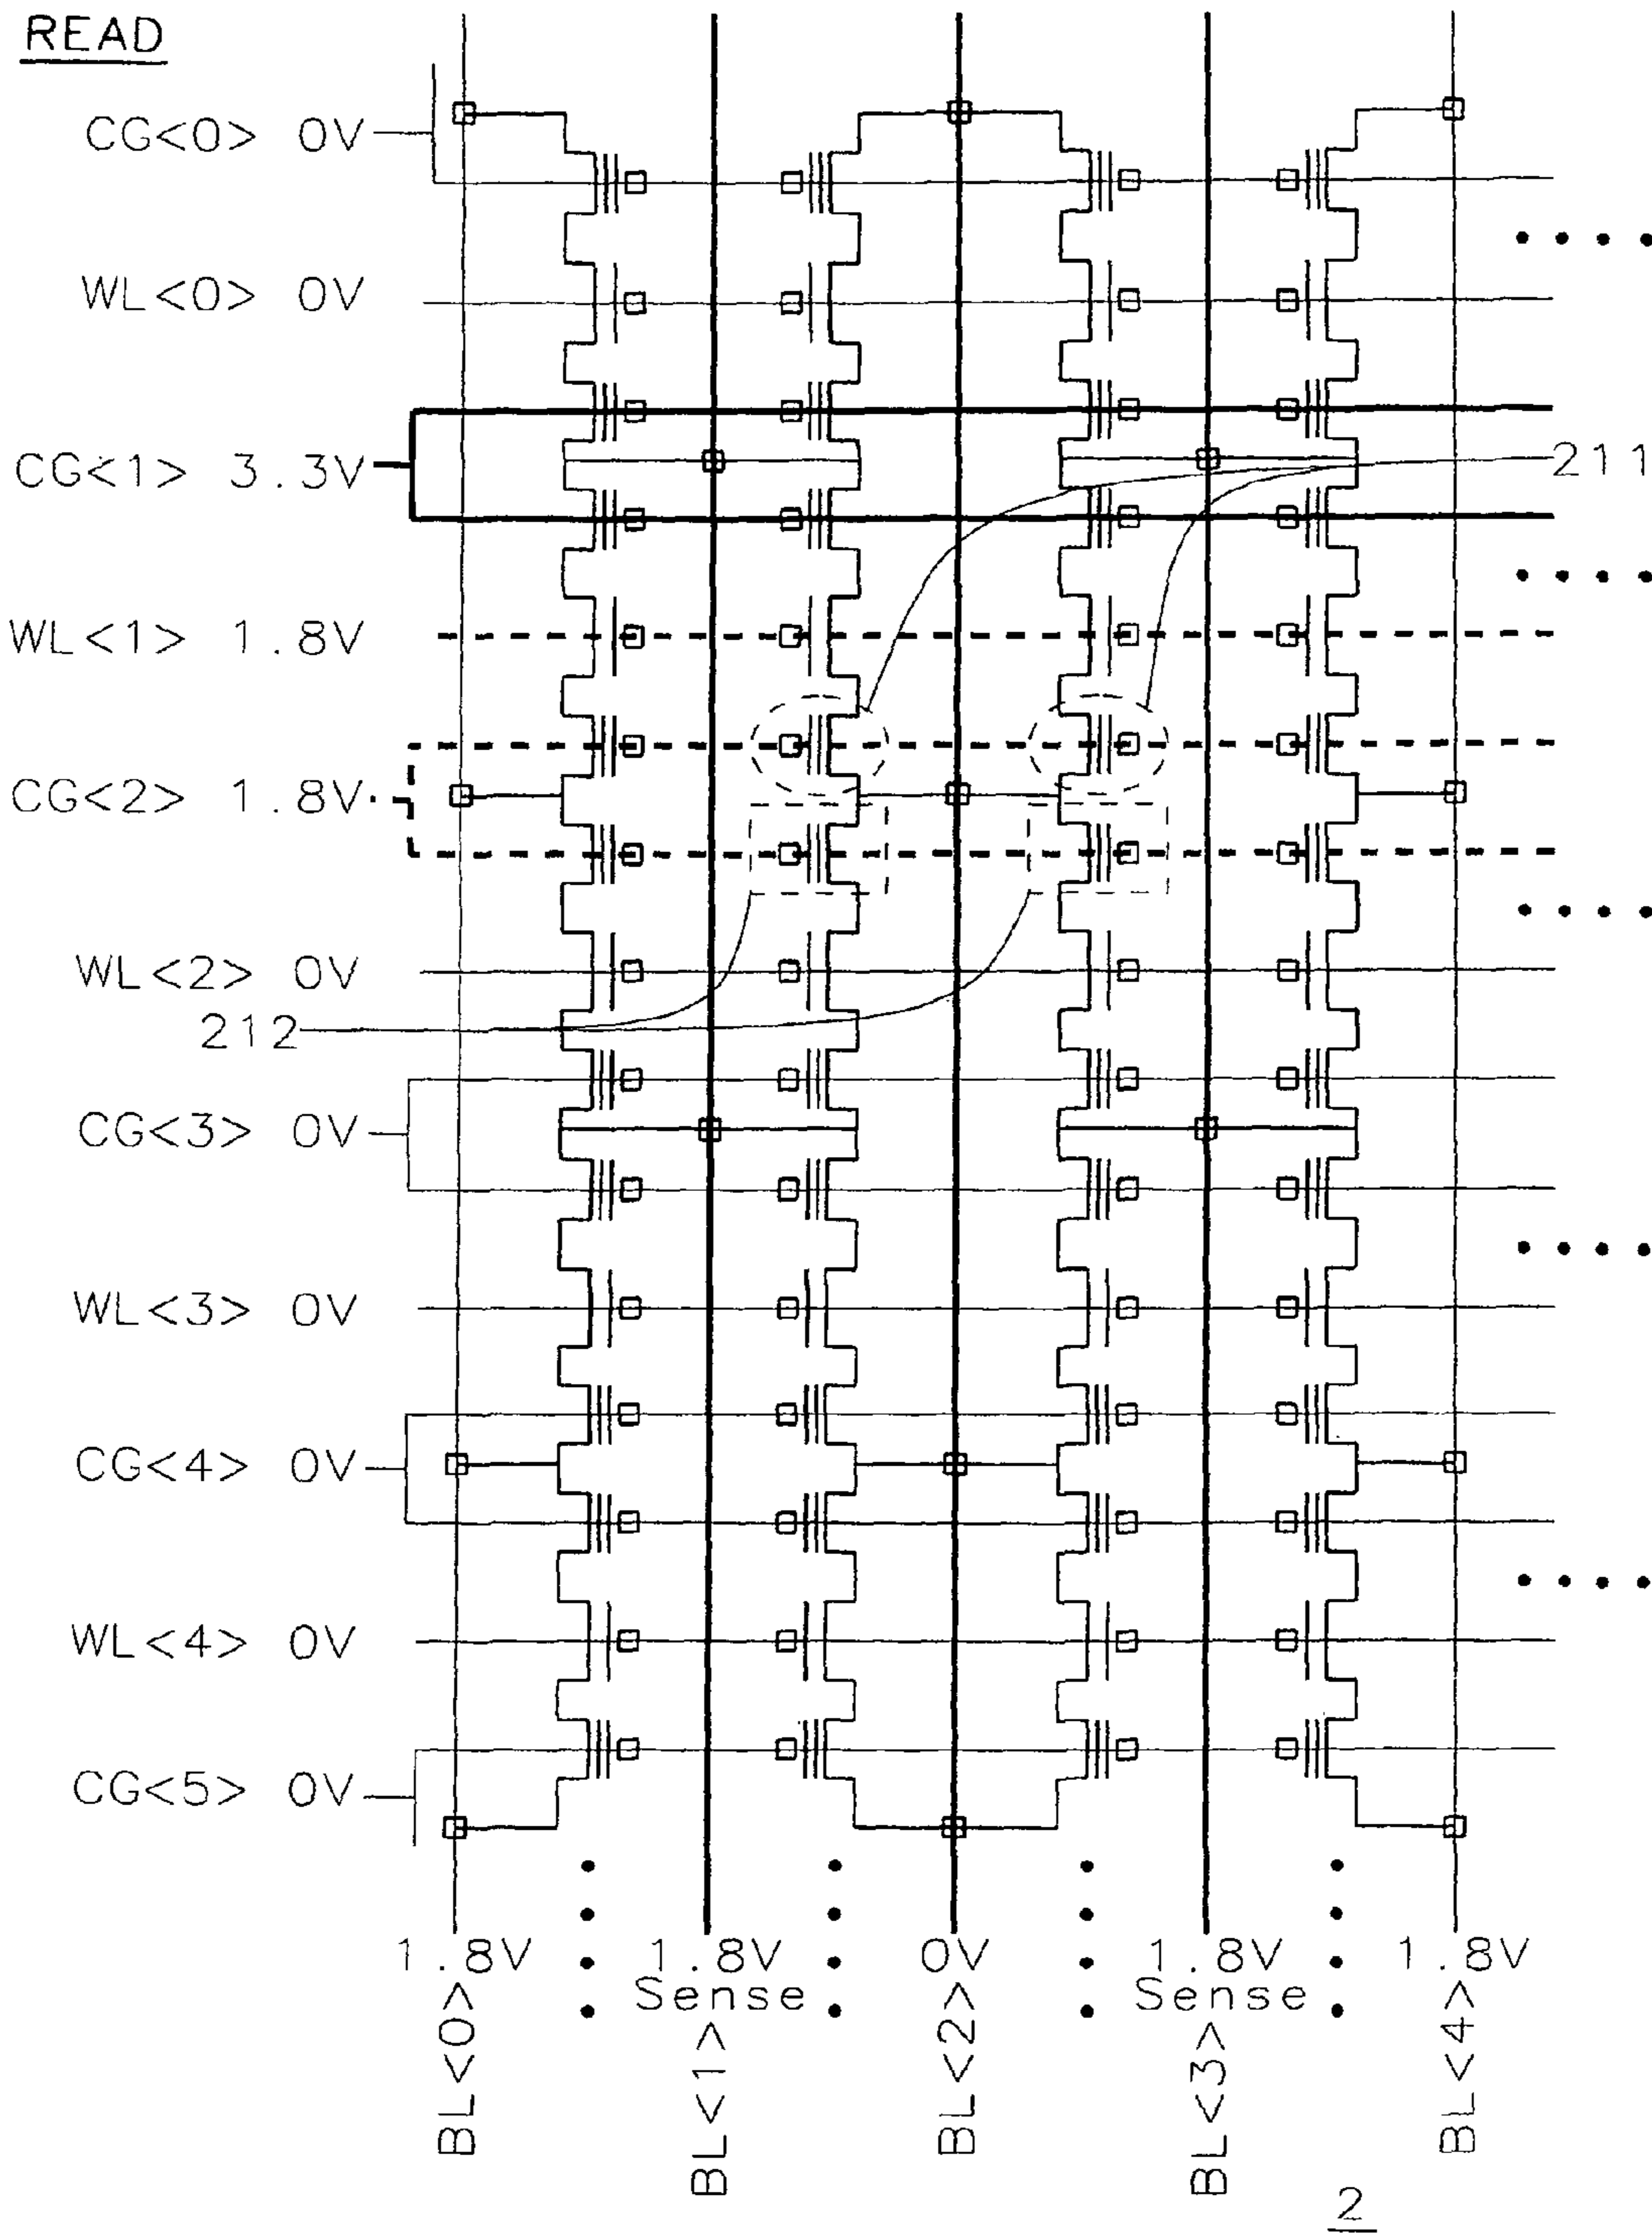 READ
CG<0> 0V
WL<0> 0V
CG<1> 3.3V
211
WL<1> 1.8V
CG<2> 1.8V
WL<2> 0V
212
CG<3> 0V
WL<3> 0V
CG<4> 0V
WL<4> 0V
CG<5> 0V
1.8V 1.8V 0V 1.8V 1.8V
Sense Sense
BL<0> BL<1> BL<2> BL<3> BL<4>
2